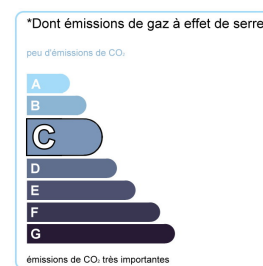 *Dont émissions de gaz à effet de serre
peu d'émissions de CO₂
A
B
C
D
E
F
G
émissions de CO₂ très importantes